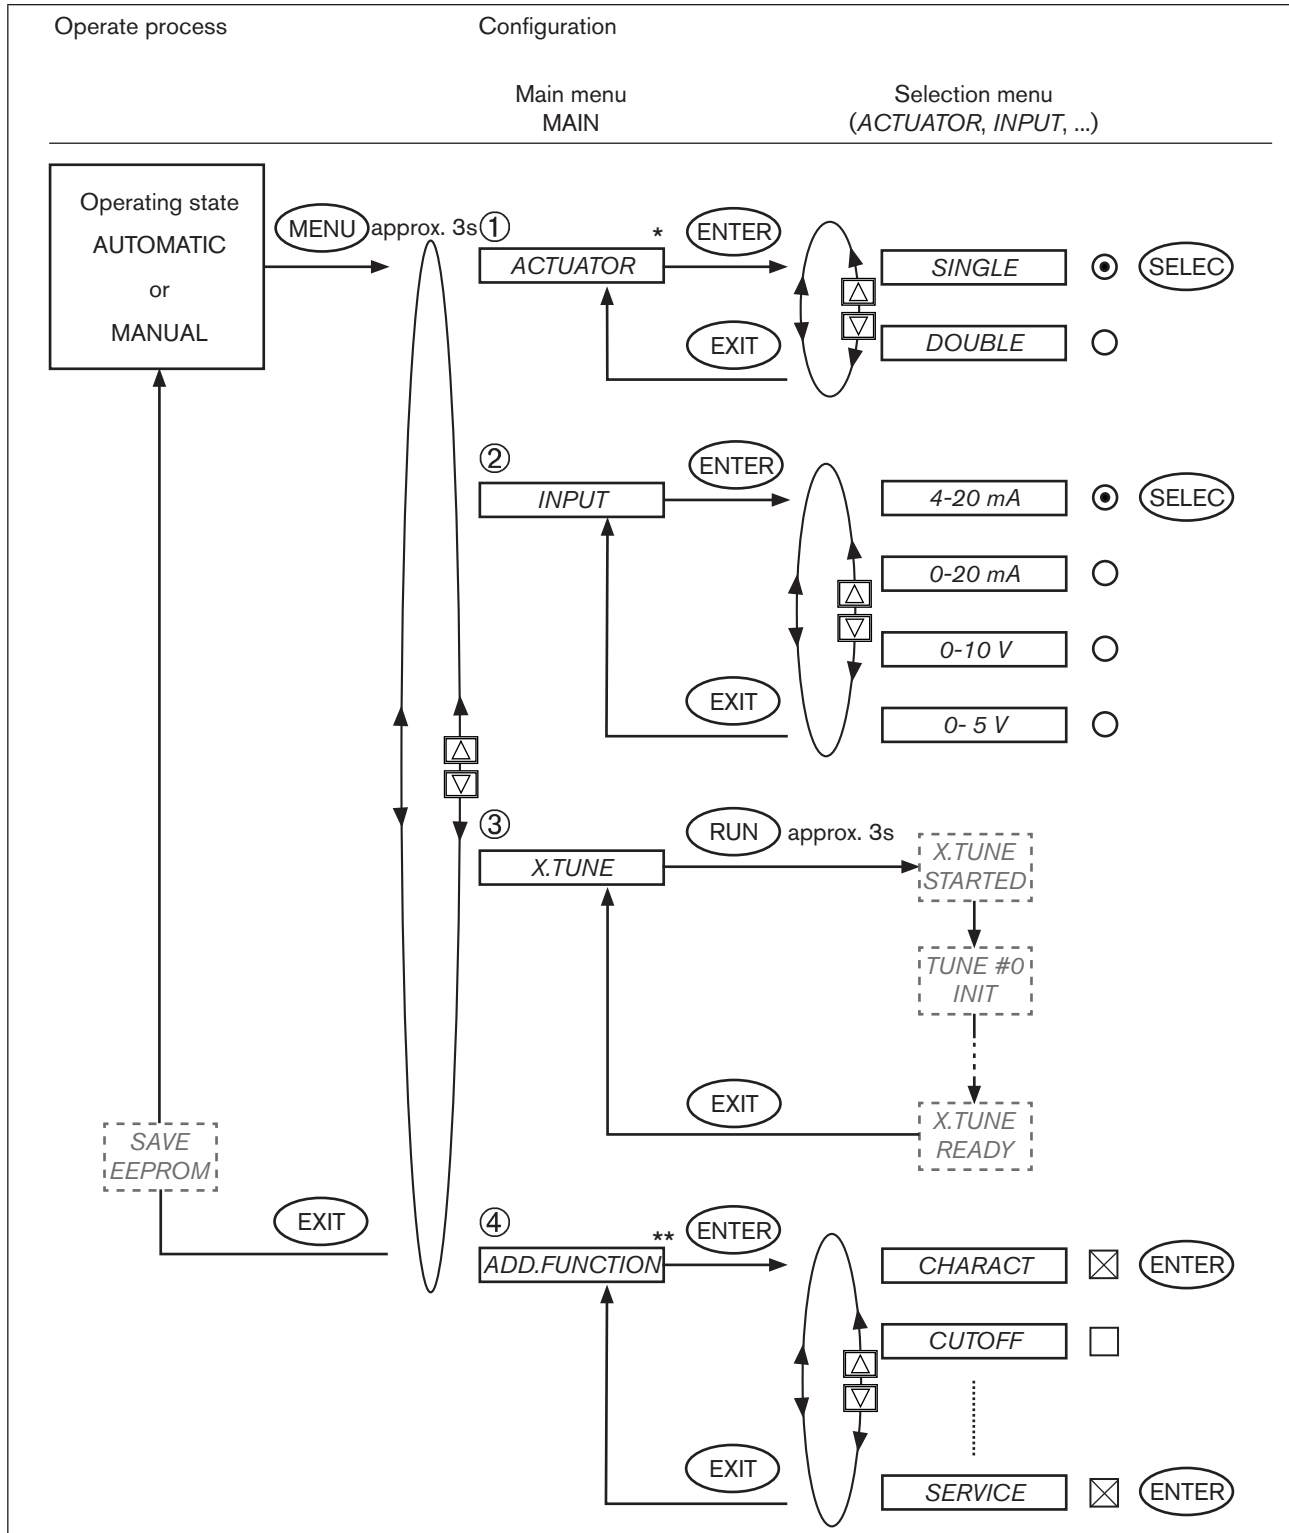 Operate process
Configuration
Main menu
MAIN
Selection menu
(ACTUATOR, INPUT, ...)
Operating state
AUTOMATIC
or
MANUAL
MENU approx. 3s
①
ACTUATOR
*
ENTER
EXIT
SINGLE
SELEC
DOUBLE
②
INPUT
ENTER
EXIT
4-20 mA
SELEC
0-20 mA
0-10 V
0- 5 V
③
X.TUNE
RUN approx. 3s
X.TUNE
STARTED
TUNE #0
INIT
X.TUNE
READY
EXIT
SAVE
EEPROM
EXIT
④
ADD.FUNCTION
**
ENTER
EXIT
CHARACT
ENTER
CUTOFF
SERVICE
ENTER